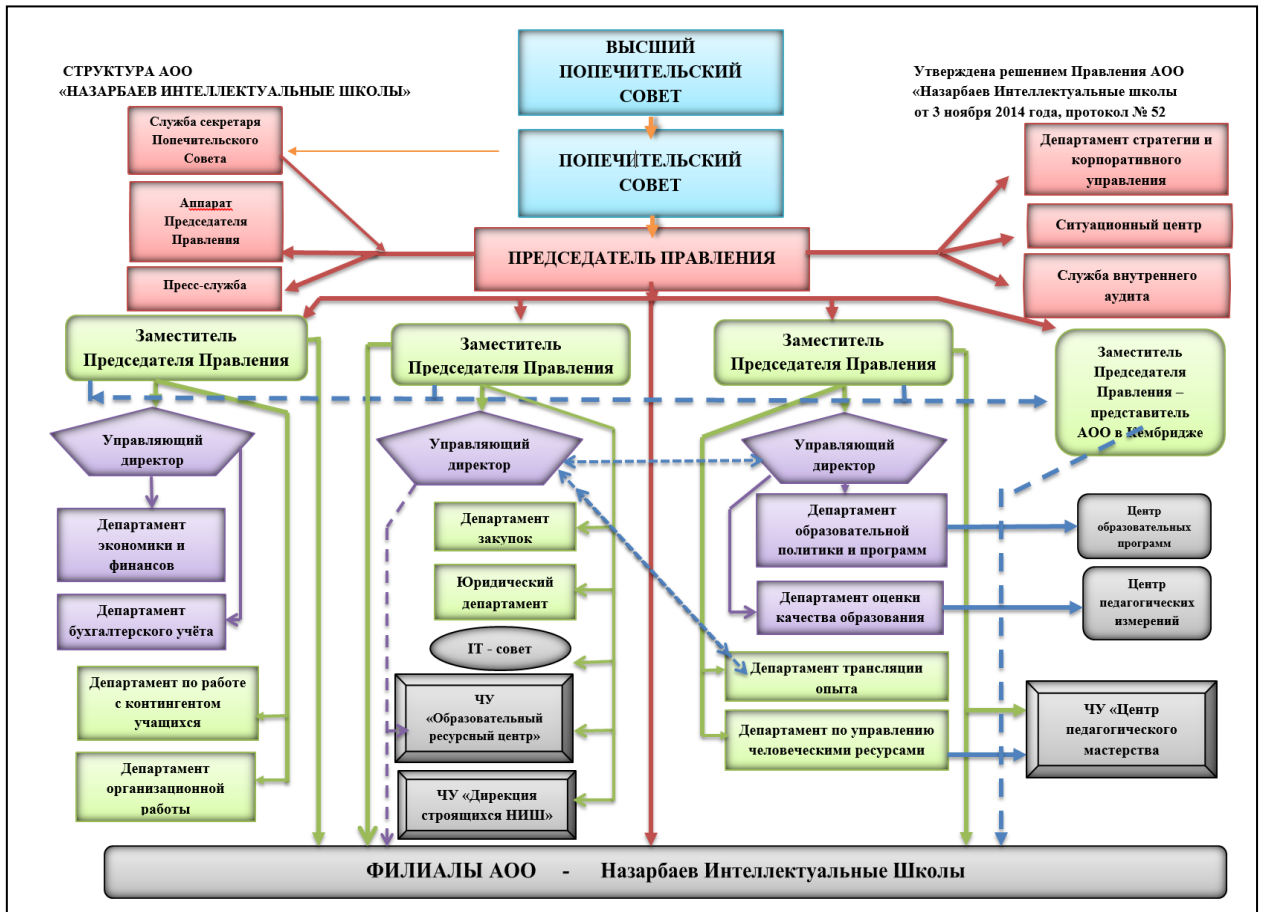 ВЫСШИЙ
ПОПЕЧИТЕЛЬСКИЙ
СОВЕТ
СТРУКТУРА АОО
«НАЗАРБАЕВ ИНТЕЛЛЕКТУАЛЬНЫЕ ШКОЛЫ»
Утверждена решением Правления АОО
«Назарбаев Интеллектуальные школы
от 3 ноября 2014 года, протокол № 52
Служба секретаря
Попечительского
Совета
ПОПЕЧИТЕЛЬСКИЙ
СОВЕТ
Департамент стратегии и
корпоративного
управления
Аппарат
Председателя
Правления
Ситуационный центр
ПРЕДСЕДАТЕЛЬ ПРАВЛЕНИЯ
Пресс-служба
Служба внутреннего
аудита
Заместитель
Председателя Правления
Заместитель
Председателя Правления
Заместитель
Председателя Правления
Заместитель
Председателя
Правления –
представитель
АОО в Кембридже
Управляющий
директор
Управляющий
директор
Управляющий
директор
Департамент
экономики и
финансов
Департамент
закупок
Департамент
образовательной
политики и программ
Центр
образовательных
программ
Департамент
бухгалтерского учёта
Юридический
департамент
Департамент оценки
качества образования
Центр
педагогических
измерений
IT - совет
Департамент по работе
с контингентом
учащихся
ЧУ
«Образовательный
ресурсный центр»
Департамент трансляции
опыта
Департамент по управлению
человеческими ресурсами
ЧУ «Центр
педагогического
мастерства
Департамент
организационной
работы
ЧУ «Дирекция
строящихся НИШ»
ФИЛИАЛЫ АОО - Назарбаев Интеллектуальные Школы